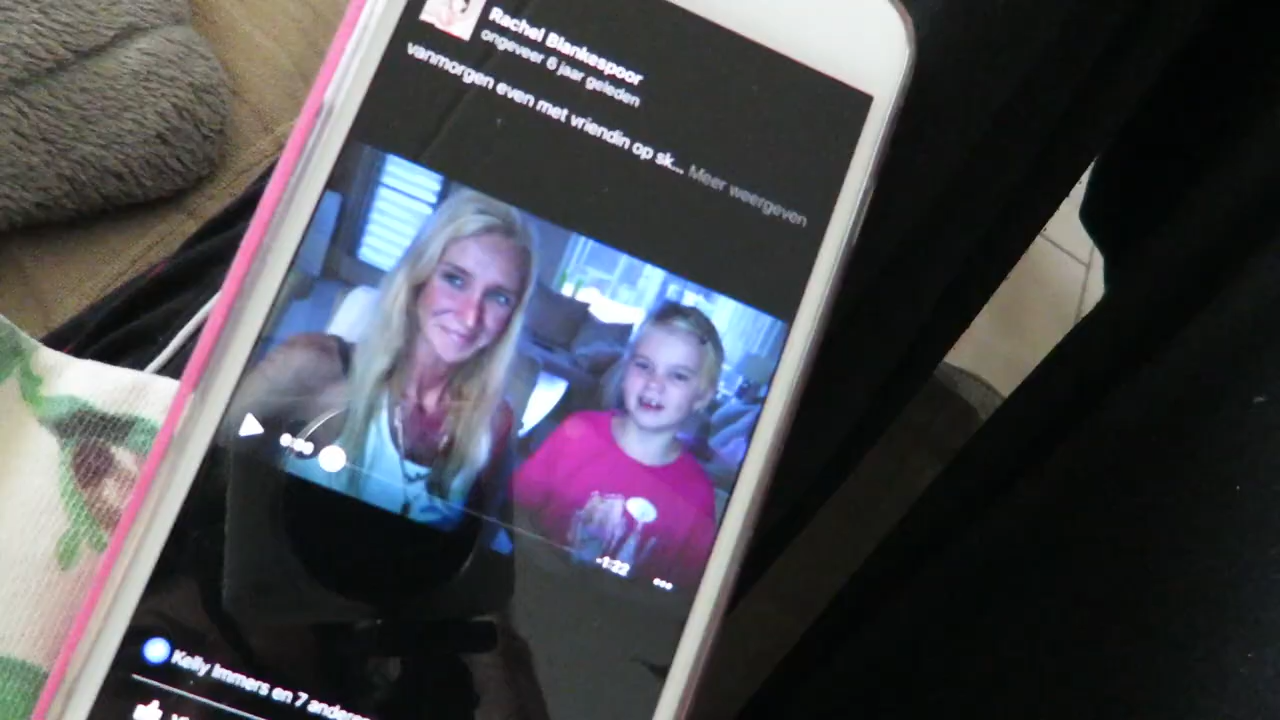 Rachel Blankespoor
ongeveer 6 jaar geleden
vanmorgen even met vriendin op sk... Meer weergeven
-1:22
Kelly Immers en 7 anderen